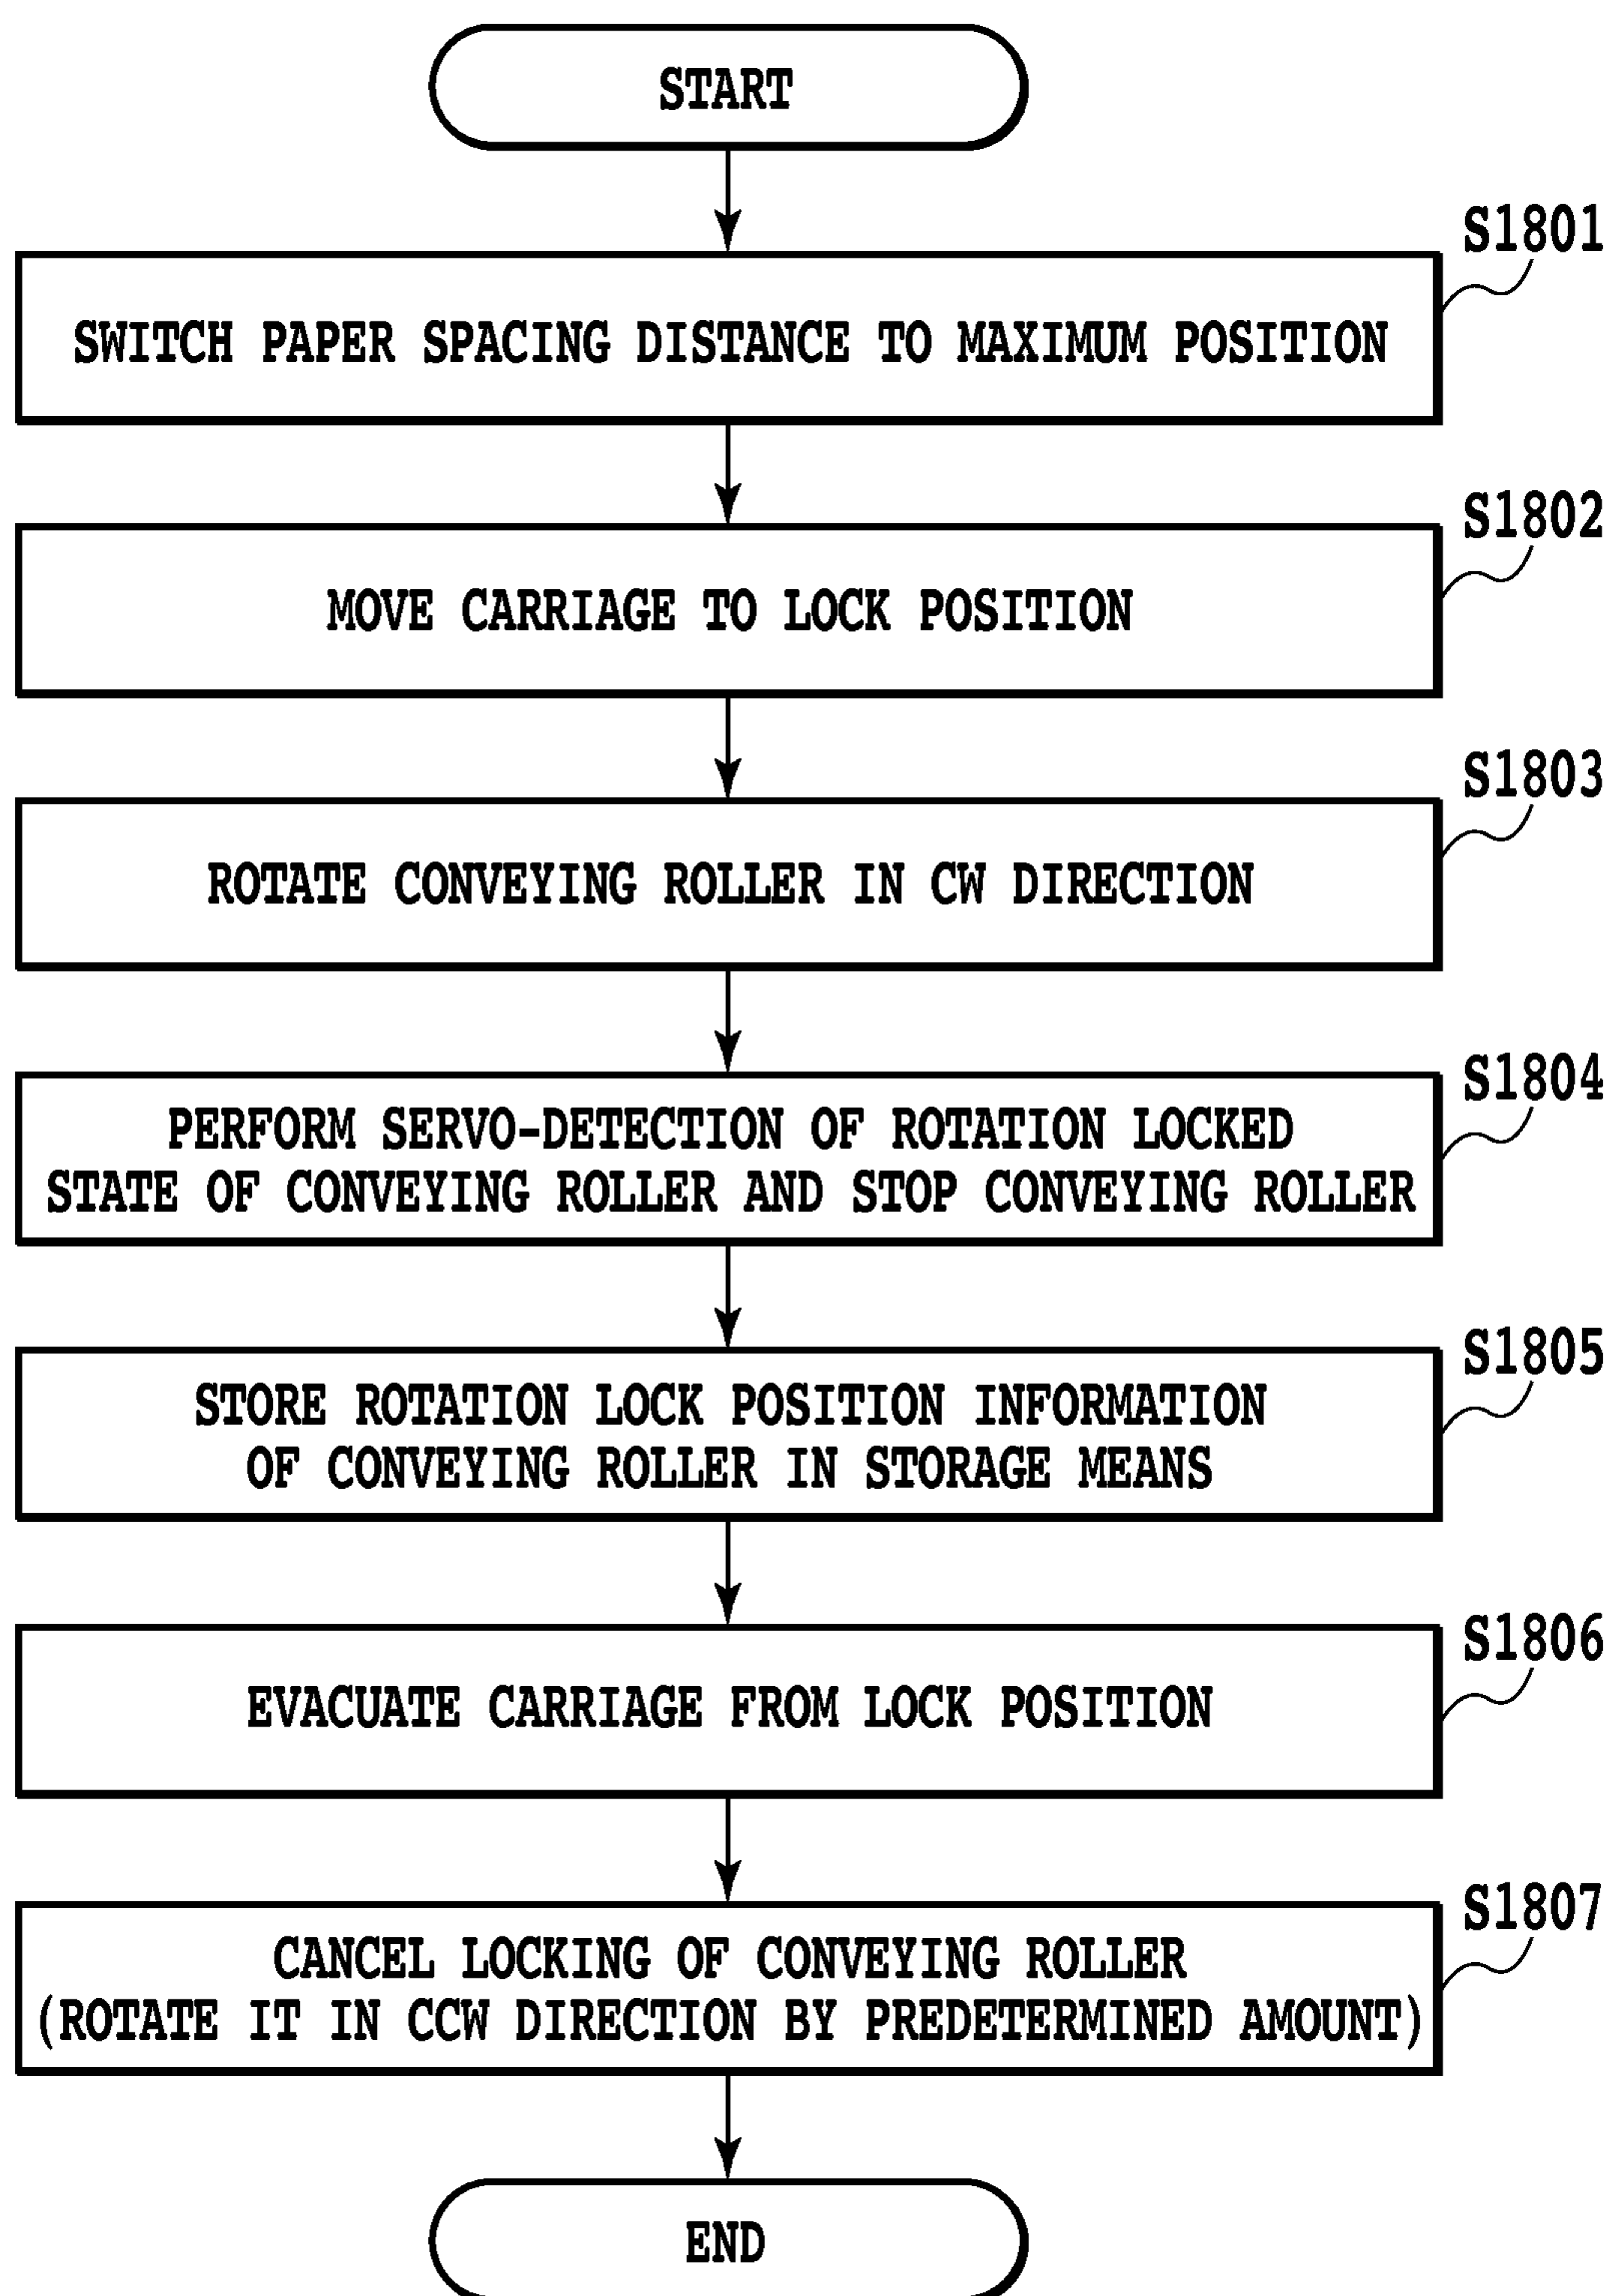 START
S1801
SWITCH PAPER SPACING DISTANCE TO MAXIMUM POSITION
S1802
MOVE CARRIAGE TO LOCK POSITION
S1803
ROTATE CONVEYING ROLLER IN CW DIRECTION
S1804
PERFORM SERVO-DETECTION OF ROTATION LOCKED
STATE OF CONVEYING ROLLER AND STOP CONVEYING ROLLER
S1805
STORE ROTATION LOCK POSITION INFORMATION
OF CONVEYING ROLLER IN STORAGE MEANS
S1806
EVACUATE CARRIAGE FROM LOCK POSITION
S1807
CANCEL LOCKING OF CONVEYING ROLLER
(ROTATE IT IN CCW DIRECTION BY PREDETERMINED AMOUNT)
END